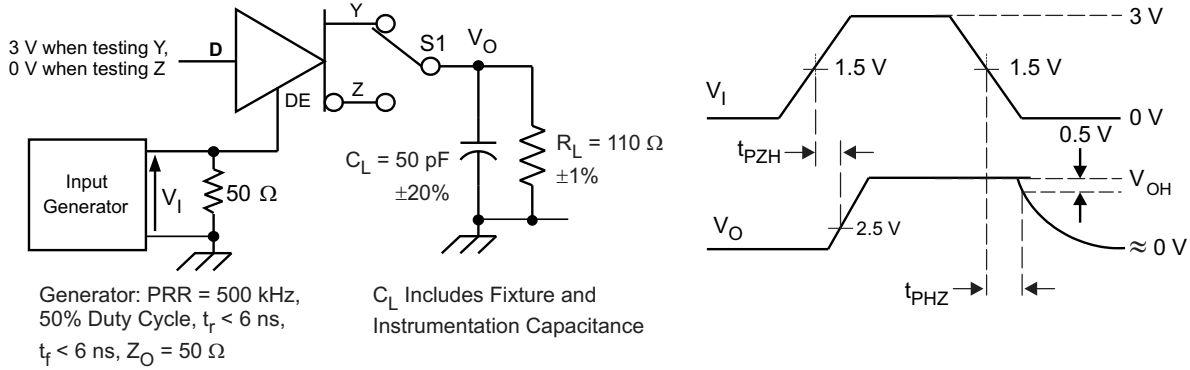 3 V when testing Y,
0 V when testing Z
D
Y
Z
DE
S1
V_O
Input
Generator
V_I
50 Ω
C_L = 50 pF
±20%
R_L = 110 Ω
±1%
Generator: PRR = 500 kHz,
50% Duty Cycle, t_r < 6 ns,
t_f < 6 ns, Z_O = 50 Ω
C_L Includes Fixture and
Instrumentation Capacitance
3 V
1.5 V
1.5 V
V_I
0 V
0.5 V
t_PZH
V_OH
V_O
2.5 V
≈ 0 V
t_PHZ